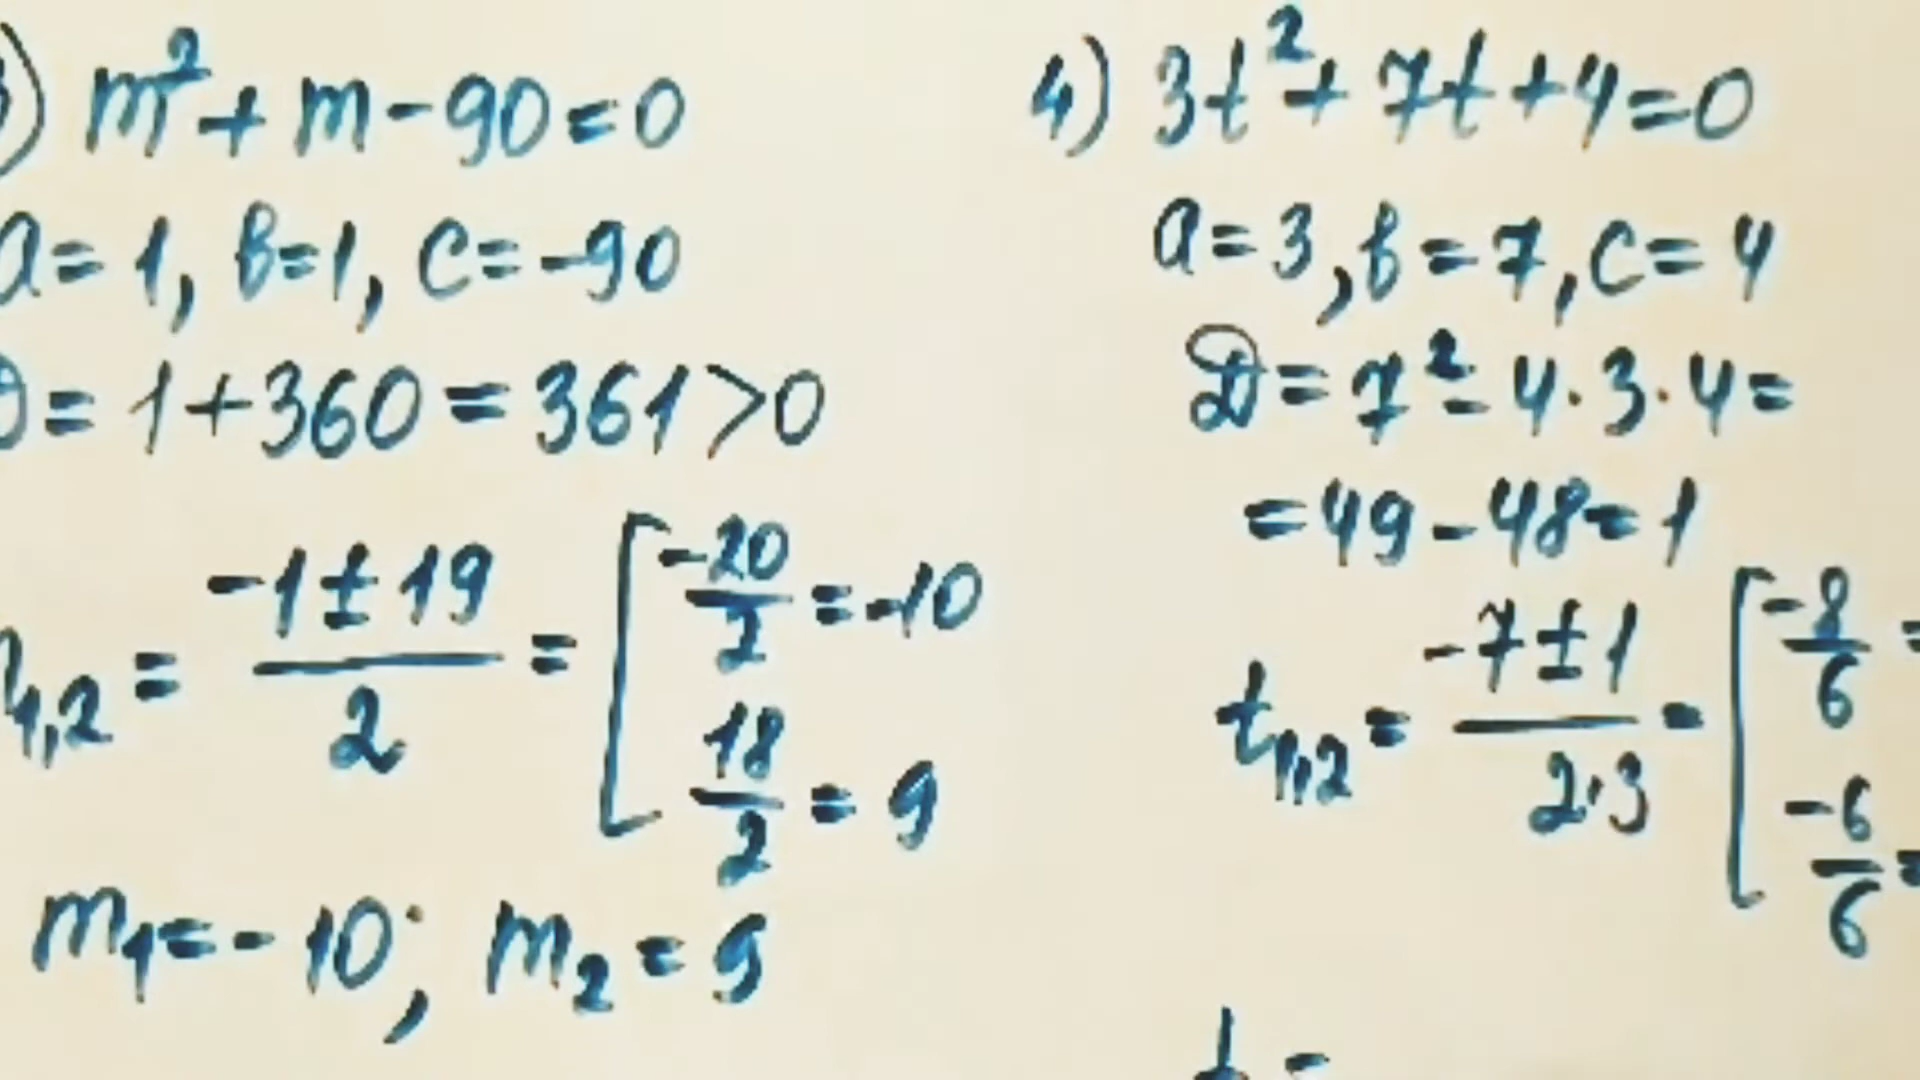 3) m² + m - 90 = 0
a = 1, b = 1, c = -90
D = 1 + 360 = 361 > 0
m₁,₂ = (-1 ± 19)/2 = [ -20/2 = -10
18/2 = 9
m₁ = -10; m₂ = 9
4) 3t² + 7t + 4 = 0
a = 3, b = 7, c = 4
D = 7² - 4 · 3 · 4 =
= 49 - 48 = 1
t₁,₂ = (-7 ± 1)/(2·3) = [ -8/6 =
-6/6 =
t =